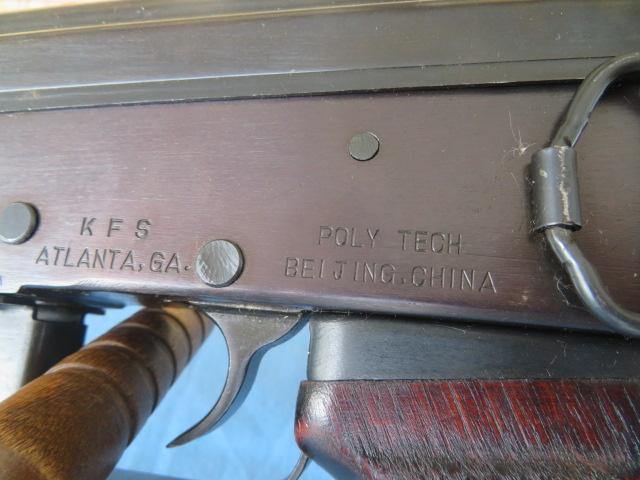 KFS
ATLANTA, GA.
POLY TECH
BEIJING. CHINA